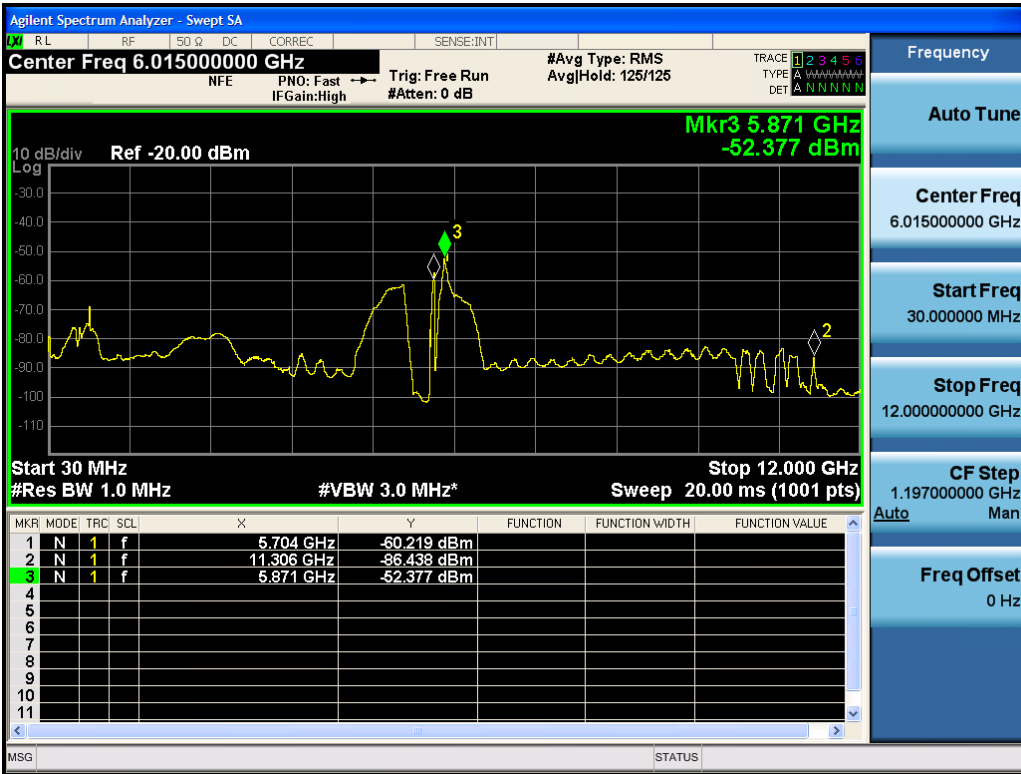 Agilent Spectrum Analyzer - Swept SA
LXI RL RF 50 Ω DC CORREC SENSE:INT
Center Freq 6.015000000 GHz
NFE
PNO: Fast
IFGain:High
Trig: Free Run
#Atten: 0 dB
#Avg Type: RMS
Avg|Hold: 125/125
TRACE 1 2 3 4 5 6
TYPE A WWWWW
DET A N N N N N
Mkr3 5.871 GHz
-52.377 dBm
10 dB/div Ref -20.00 dBm
Log
-30.0
-40.0
3
-50.0
-60.0
-70.0
-80.0
2
-90.0
-100
-110
Start 30 MHz Stop 12.000 GHz
#Res BW 1.0 MHz #VBW 3.0 MHz* Sweep 20.00 ms (1001 pts)
MKR MODE TRC SCL X Y FUNCTION FUNCTION WIDTH FUNCTION VALUE
1 N 1 f 5.704 GHz -60.219 dBm
2 N 1 f 11.306 GHz -86.438 dBm
3 N 1 f 5.871 GHz -52.377 dBm
4
5
6
7
8
9
10
11
MSG STATUS
Frequency
Auto Tune
Center Freq
6.015000000 GHz
Start Freq
30.000000 MHz
Stop Freq
12.000000000 GHz
CF Step
1.197000000 GHz
Auto Man
Freq Offset
0 Hz